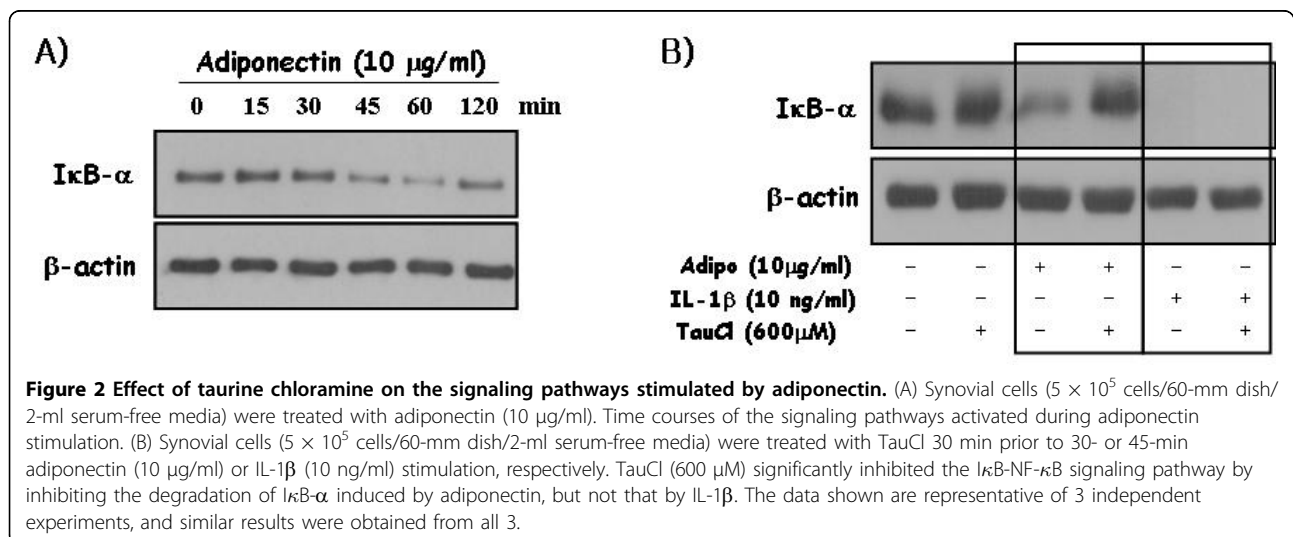 A)
Adiponectin (10 μg/ml)
0 15 30 45 60 120 min
IκB-α
β-actin
B)
IκB-α
β-actin
Adipo (10μg/ml) - - + + - -
IL-1β (10 ng/ml) - - - - + +
TauCl (600μM) - + - + - +
Figure 2 Effect of taurine chloramine on the signaling pathways stimulated by adiponectin. (A) Synovial cells (5 × 10⁵ cells/60-mm dish/
2-ml serum-free media) were treated with adiponectin (10 μg/ml). Time courses of the signaling pathways activated during adiponectin
stimulation. (B) Synovial cells (5 × 10⁵ cells/60-mm dish/2-ml serum-free media) were treated with TauCl 30 min prior to 30- or 45-min
adiponectin (10 μg/ml) or IL-1β (10 ng/ml) stimulation, respectively. TauCl (600 μM) significantly inhibited the IκB-NF-κB signaling pathway by
inhibiting the degradation of IκB-α induced by adiponectin, but not that by IL-1β. The data shown are representative of 3 independent
experiments, and similar results were obtained from all 3.